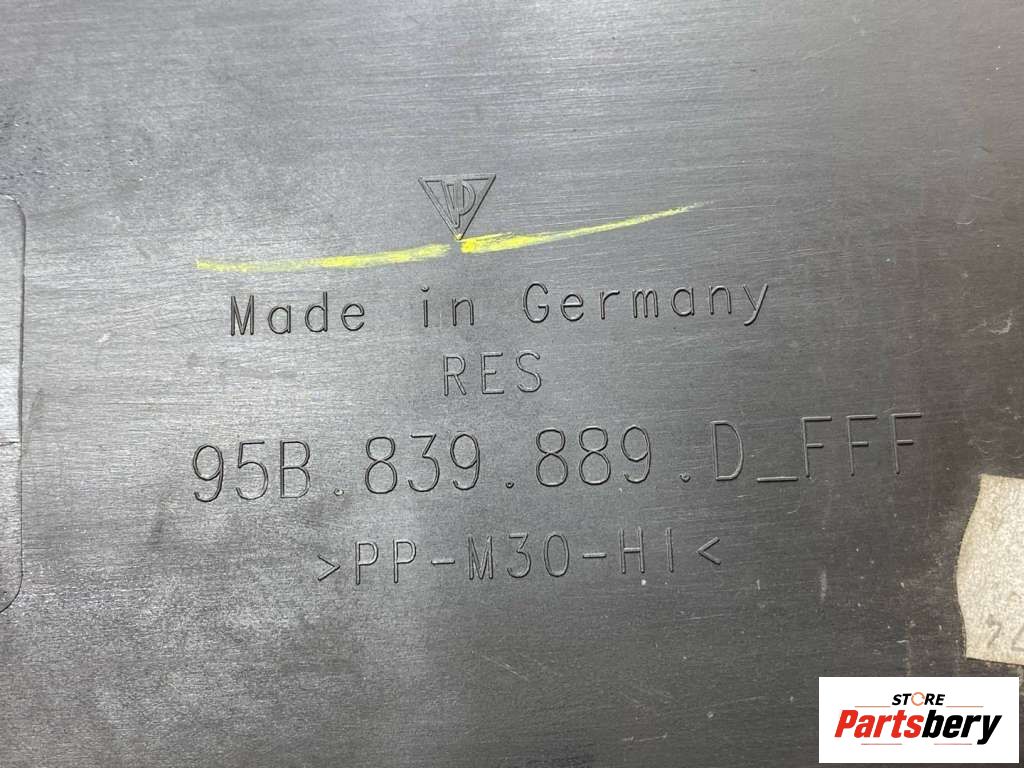 Made in Germany
RES
95B.839.889.D_FFF
>PP-M30-HI<
STORE
Partsbery